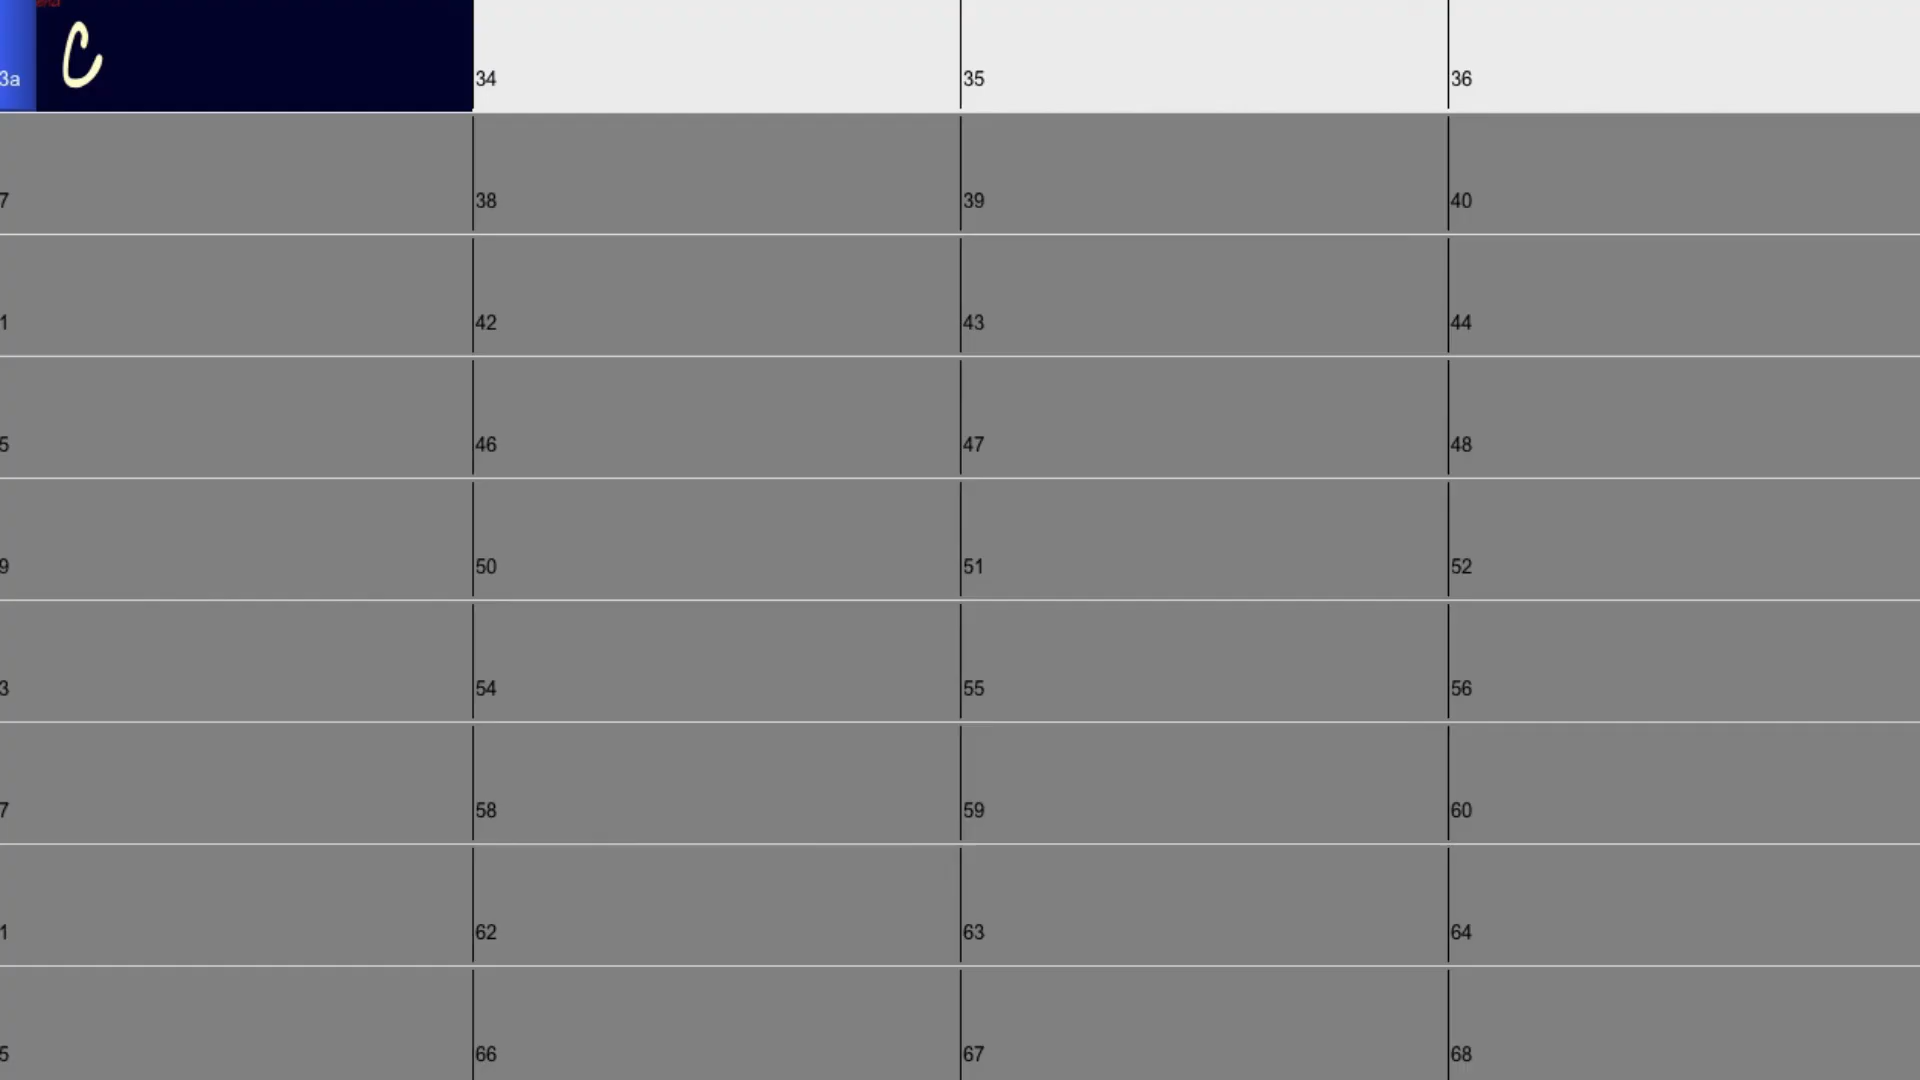 C
3a 34 35 36
7 38 39 40
1 42 43 44
5 46 47 48
9 50 51 52
3 54 55 56
7 58 59 60
1 62 63 64
5 66 67 68